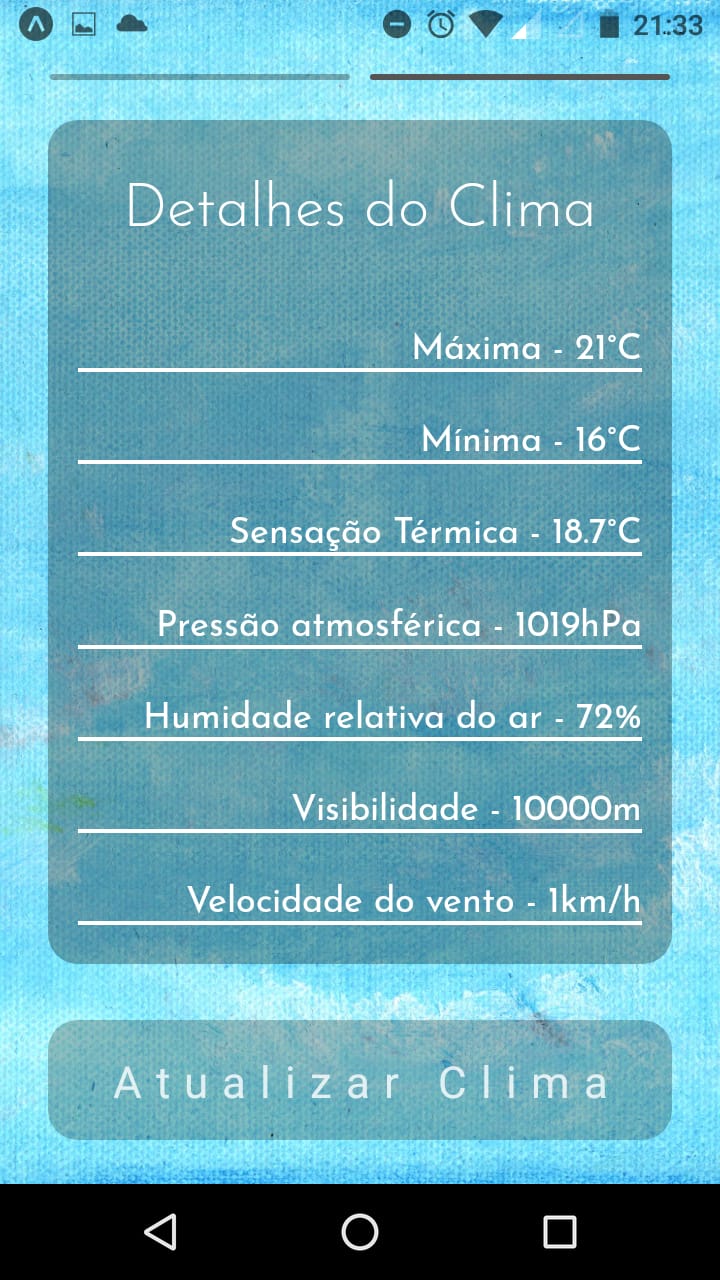 21:33
Detalhes do Clima
Máxima - 21°C
Mínima - 16°C
Sensação Térmica - 18.7°C
Pressão atmosférica - 1019hPa
Humidade relativa do ar - 72%
Visibilidade - 10000m
Velocidade do vento - 1km/h
Atualizar Clima